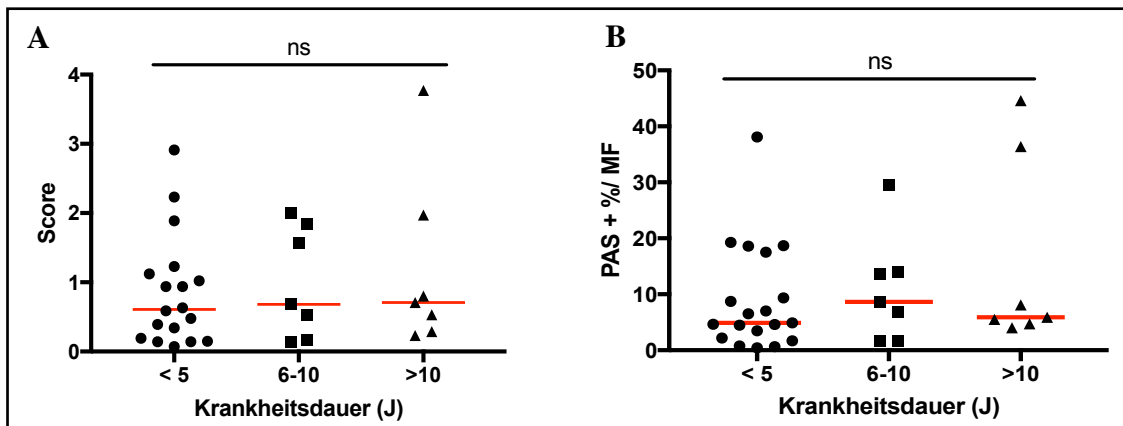 A
ns
Score
4
3
2
1
0
< 5
6-10
>10
Krankheitsdauer (J)
B
ns
PAS + %/ MF
50
40
30
20
10
0
< 5
6-10
>10
Krankheitsdauer (J)